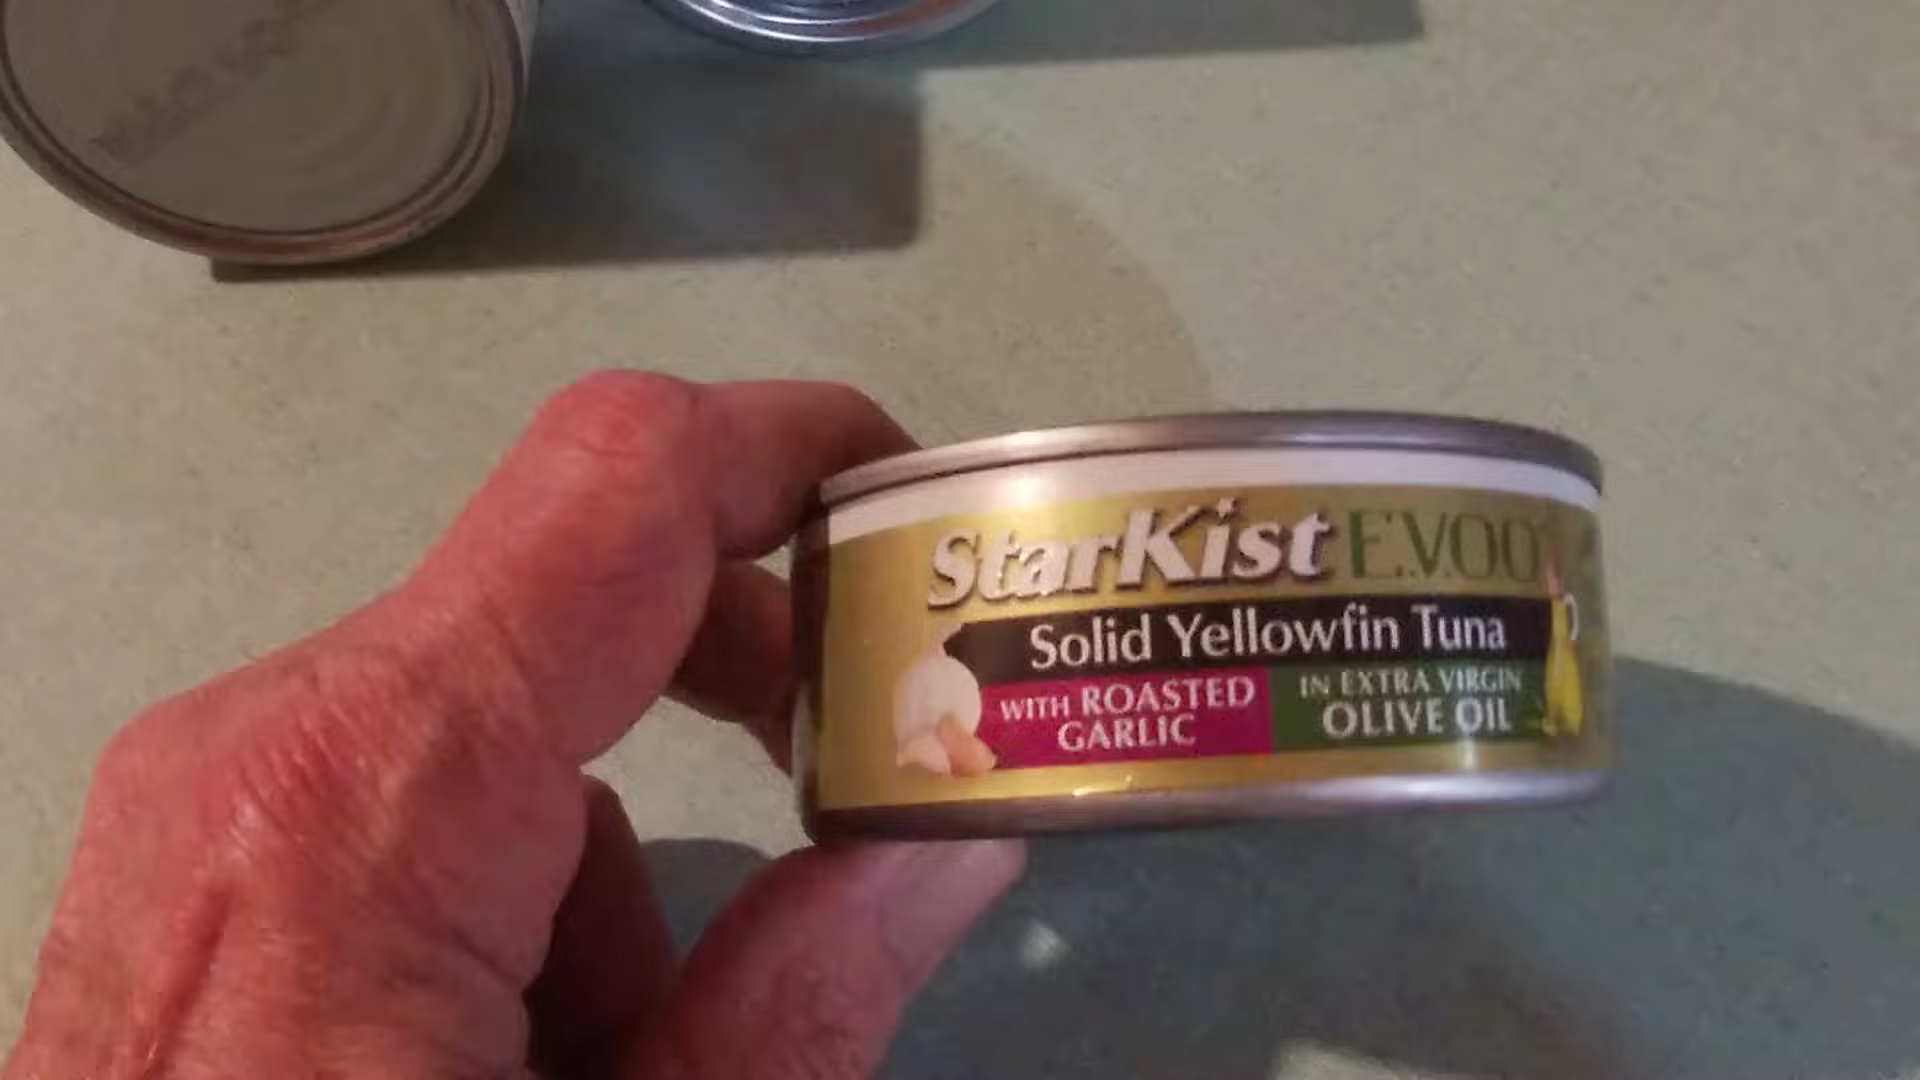 StarKist E.V.O.O.
Solid Yellowfin Tuna
WITH ROASTED
GARLIC
IN EXTRA VIRGIN
OLIVE OIL